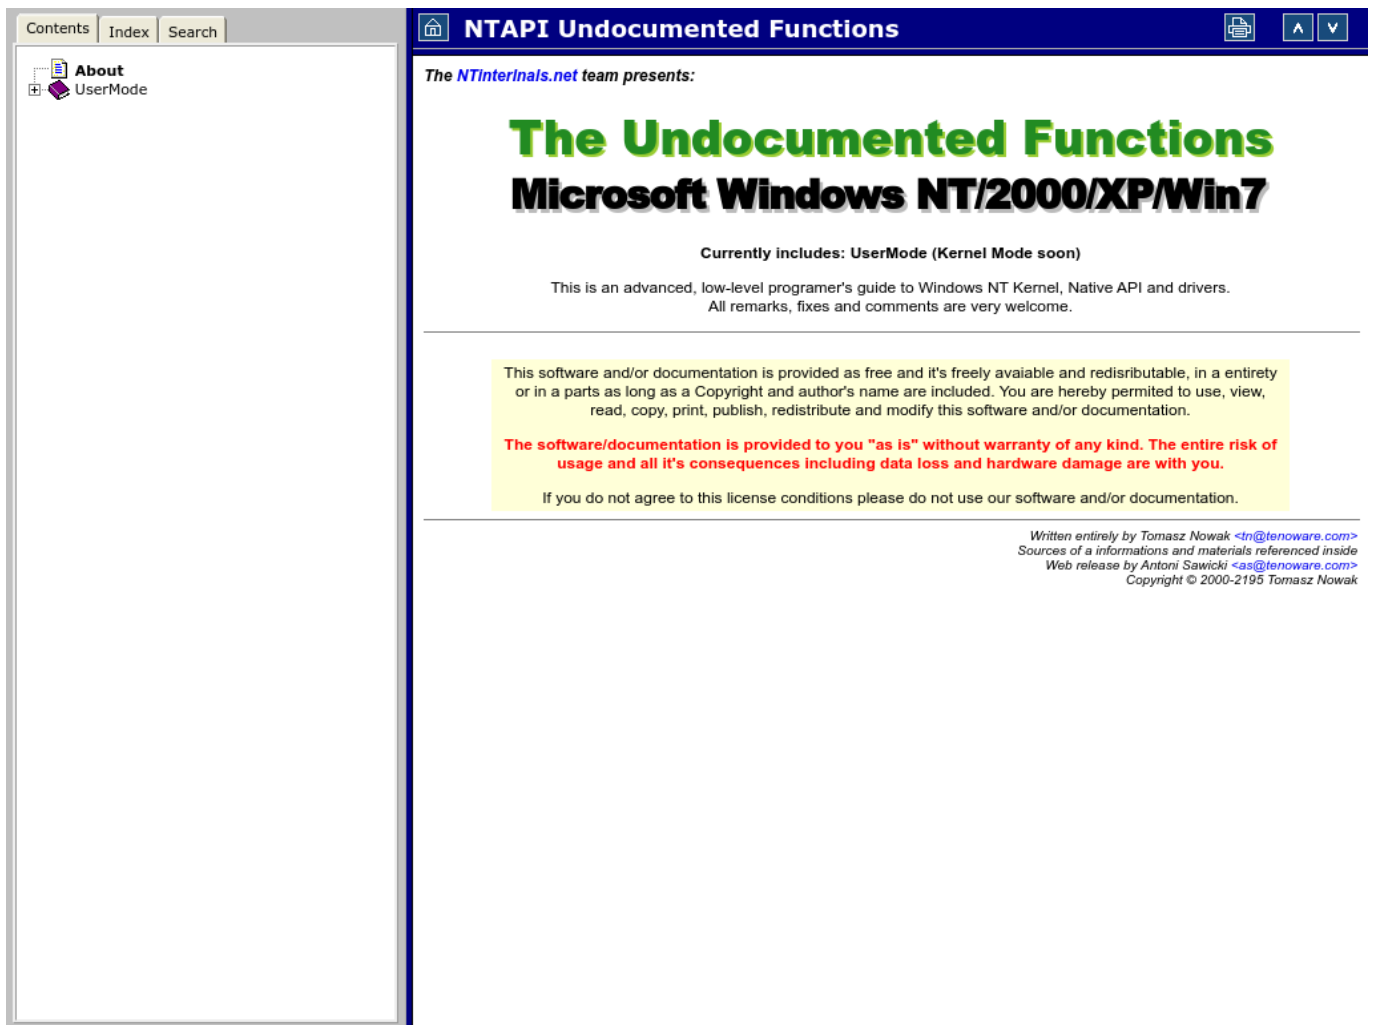 Contents Index Search
About
UserMode
NTAPI Undocumented Functions
The NTinterlnals.net team presents:
The Undocumented Functions
Microsoft Windows NT/2000/XP/Win7
Currently includes: UserMode (Kernel Mode soon)
This is an advanced, low-level programer's guide to Windows NT Kernel, Native API and drivers.
All remarks, fixes and comments are very welcome.
This software and/or documentation is provided as free and it's freely avaiable and redisributable, in a entirety
or in a parts as long as a Copyright and author's name are included. You are hereby permited to use, view,
read, copy, print, publish, redistribute and modify this software and/or documentation.
The software/documentation is provided to you "as is" without warranty of any kind. The entire risk of
usage and all it's consequences including data loss and hardware damage are with you.
If you do not agree to this license conditions please do not use our software and/or documentation.
Written entirely by Tomasz Nowak <tn@tenoware.com>
Sources of a informations and materials referenced inside
Web release by Antoni Sawicki <as@tenoware.com>
Copyright © 2000-2195 Tomasz Nowak